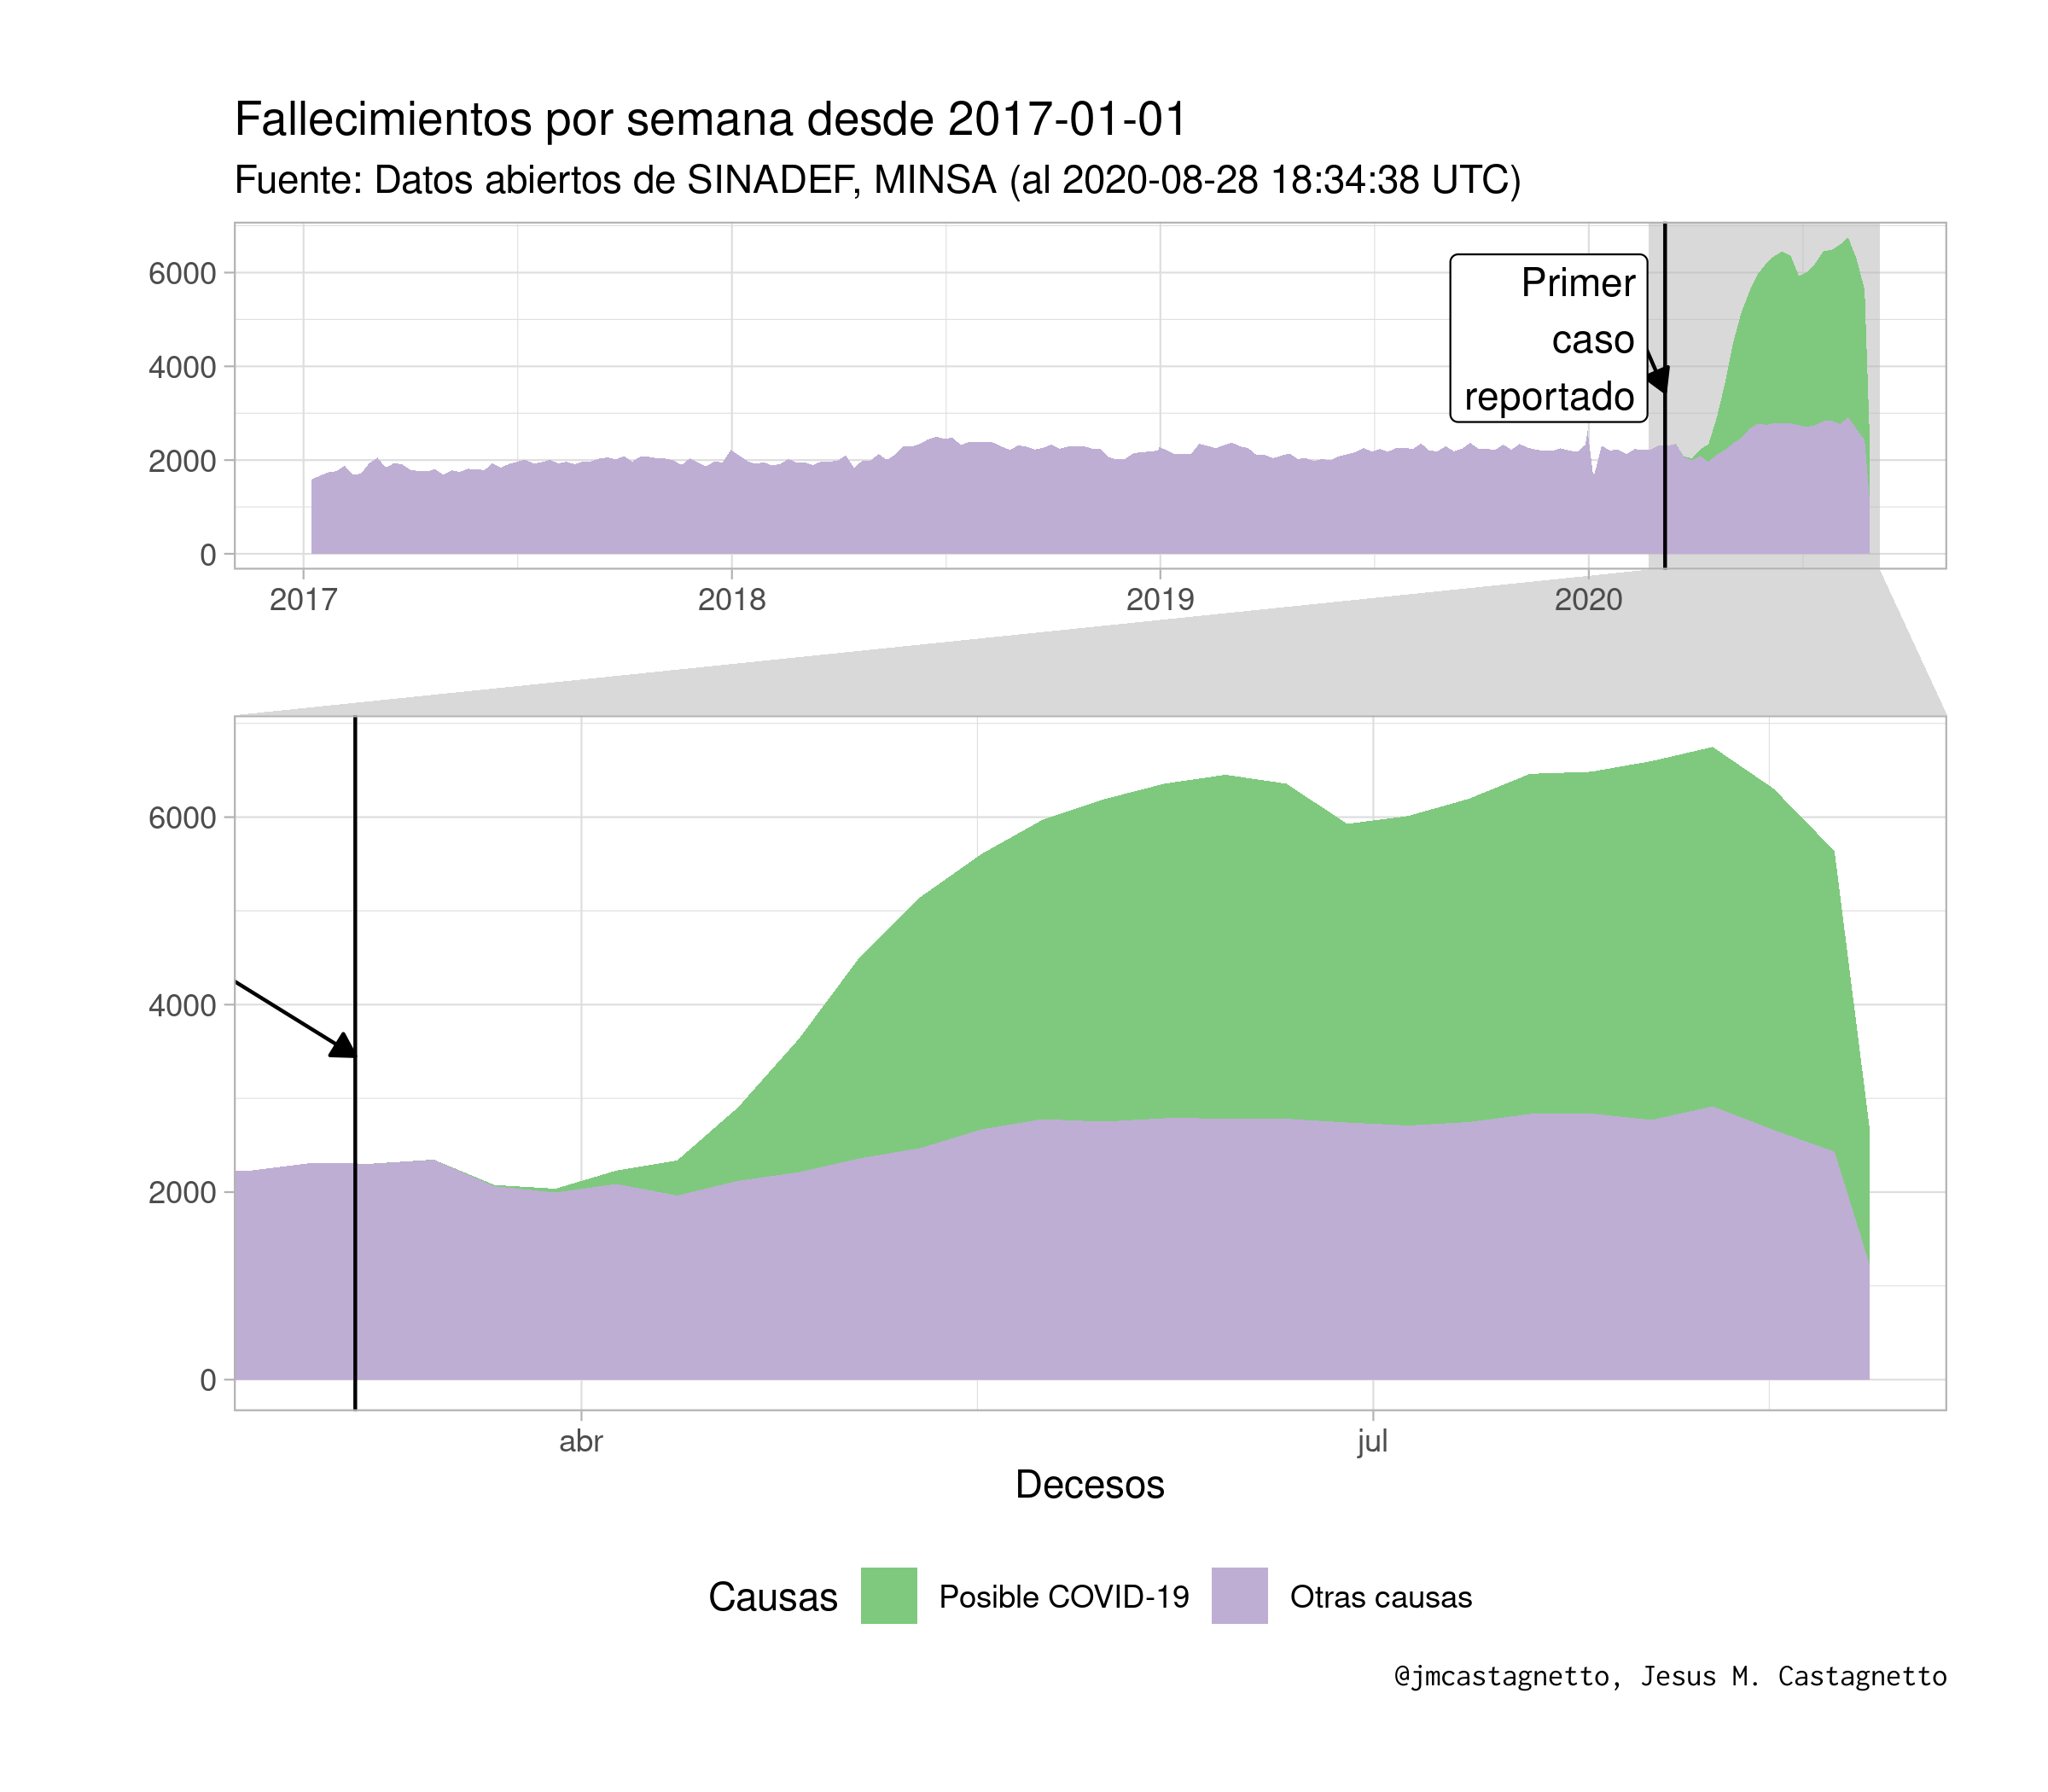 Fallecimientos por semana desde 2017-01-01
Fuente: Datos abiertos de SINADEF, MINSA (al 2020-08-28 18:34:38 UTC)
6000
4000
2000
0
Primer
caso
reportado
2017
2018
2019
2020
6000
4000
2000
0
abr
jul
Decesos
Causas
Posible COVID-19
Otras causas
@jmcastagnetto, Jesus M. Castagnetto